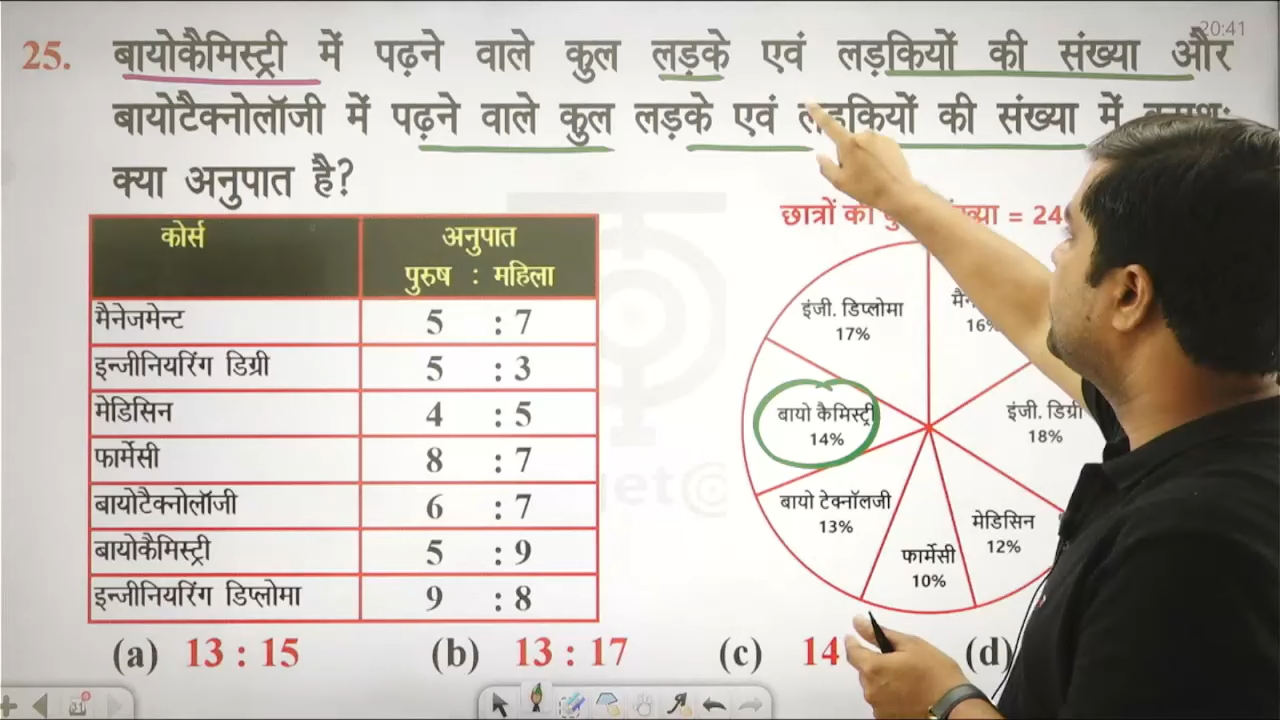 20:41
25. बायोकैमिस्ट्री में पढ़ने वाले कुल लड़के एवं लड़कियों की संख्या और
बायोटैक्नोलॉजी में पढ़ने वाले कुल लड़के एवं लड़कियों की संख्या में
क्या अनुपात है?
कोर्स अनुपात
पुरुष : महिला
मैनेजमेन्ट 5 : 7
इन्जीनियरिंग डिग्री 5 : 3
मेडिसिन 4 : 5
फार्मेसी 8 : 7
बायोटैक्नोलॉजी 6 : 7
बायोकैमिस्ट्री 5 : 9
इन्जीनियरिंग डिप्लोमा 9 : 8
छात्रों की = 24
इंजी. डिप्लोमा
17%
16%
बायो कैमिस्ट्री
14%
इंजी. डिग्री
18%
बायो टेक्नॉलजी
13%
मेडिसिन
12%
फार्मेसी
10%
(a) 13 : 15 (b) 13 : 17 (c) 14 (d)